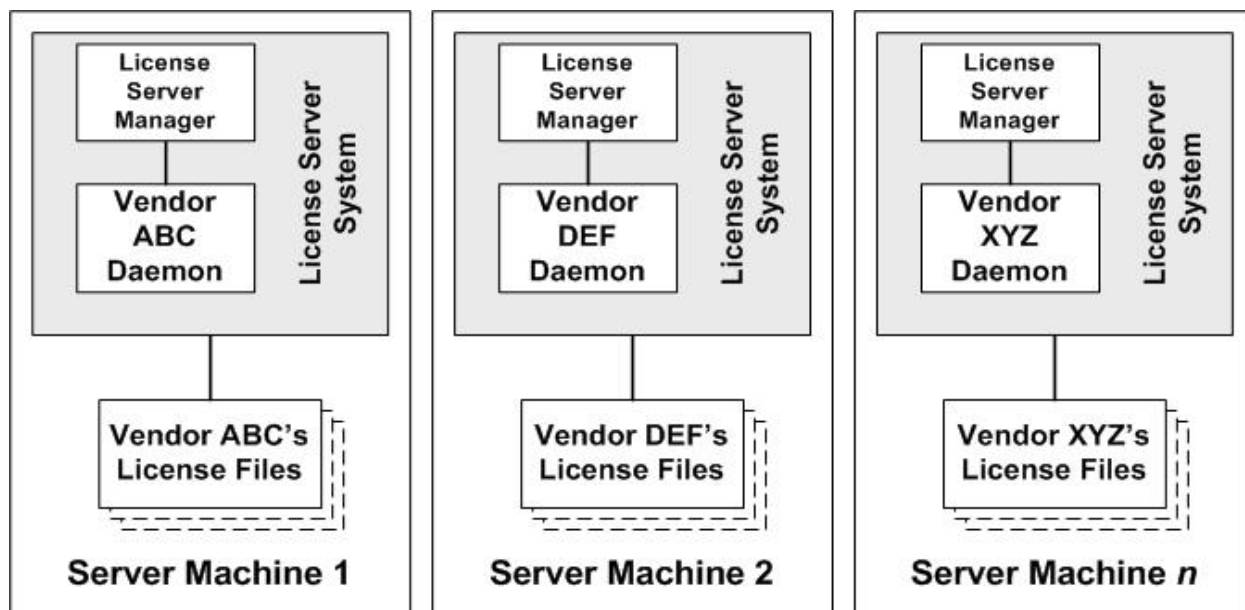 License
Server
Manager
Vendor
ABC
Daemon
License Server
System
Vendor ABC's
License Files
Server Machine 1
License
Server
Manager
Vendor
DEF
Daemon
License Server
System
Vendor DEF's
License Files
Server Machine 2
License
Server
Manager
Vendor
XYZ
Daemon
License Server
System
Vendor XYZ's
License Files
Server Machine n